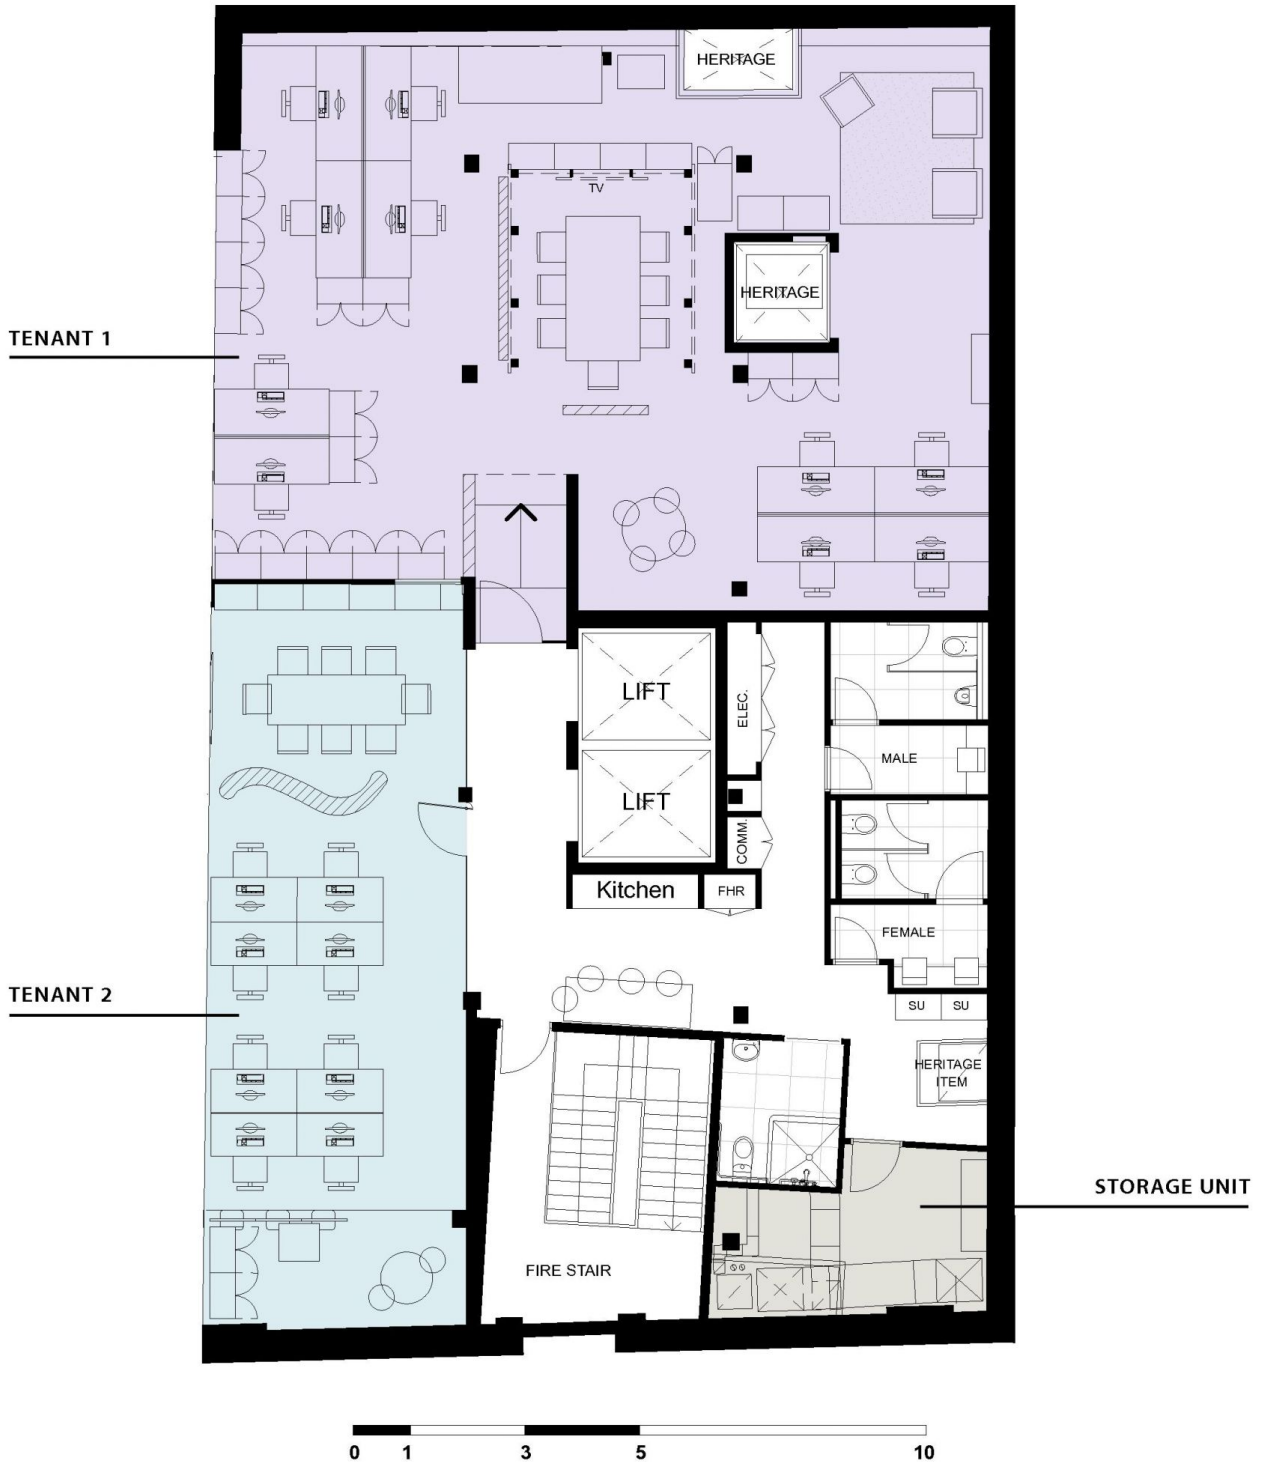 HERITAGE
TV
HERITAGE
TENANT 1
LIFT
ELEC.
MALE
LIFT
COMM.
Kitchen
FHR
FEMALE
TENANT 2
SU
SU
HERITAGE
ITEM
STORAGE UNIT
FIRE STAIR
0 1 3 5 10